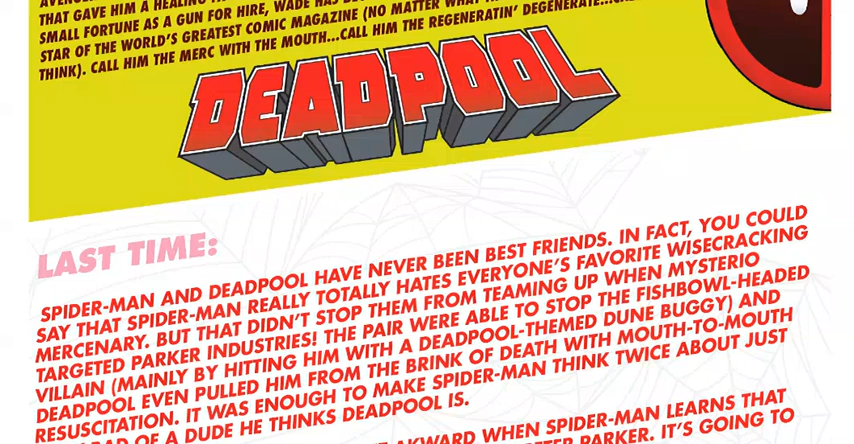 THAT GAVE HIM A HEALING
SMALL FORTUNE AS A GUN FOR HIRE, WADE HAS
STAR OF THE WORLD'S GREATEST COMIC MAGAZINE (NO MATTER WHAT
THINK). CALL HIM THE MERC WITH THE MOUTH...CALL HIM THE REGENERATIN' DEGENERATE...
DEADPOOL
LAST TIME:
SPIDER-MAN AND DEADPOOL HAVE NEVER BEEN BEST FRIENDS. IN FACT, YOU COULD
SAY THAT SPIDER-MAN REALLY TOTALLY HATES EVERYONE'S FAVORITE WISECRACKING
MERCENARY. BUT THAT DIDN'T STOP THEM FROM TEAMING UP WHEN MYSTERIO
TARGETED PARKER INDUSTRIES! THE PAIR WERE ABLE TO STOP THE FISHBOWL-HEADED
VILLAIN (MAINLY BY HITTING HIM WITH A DEADPOOL-THEMED DUNE BUGGY) AND
DEADPOOL EVEN PULLED HIM FROM THE BRINK OF DEATH WITH MOUTH-TO-MOUTH
RESUSCITATION. IT WAS ENOUGH TO MAKE SPIDER-MAN THINK TWICE ABOUT JUST
OF A DUDE HE THINKS DEADPOOL IS.
AKWARD WHEN SPIDER-MAN LEARNS THAT
PARKER. IT'S GOING TO